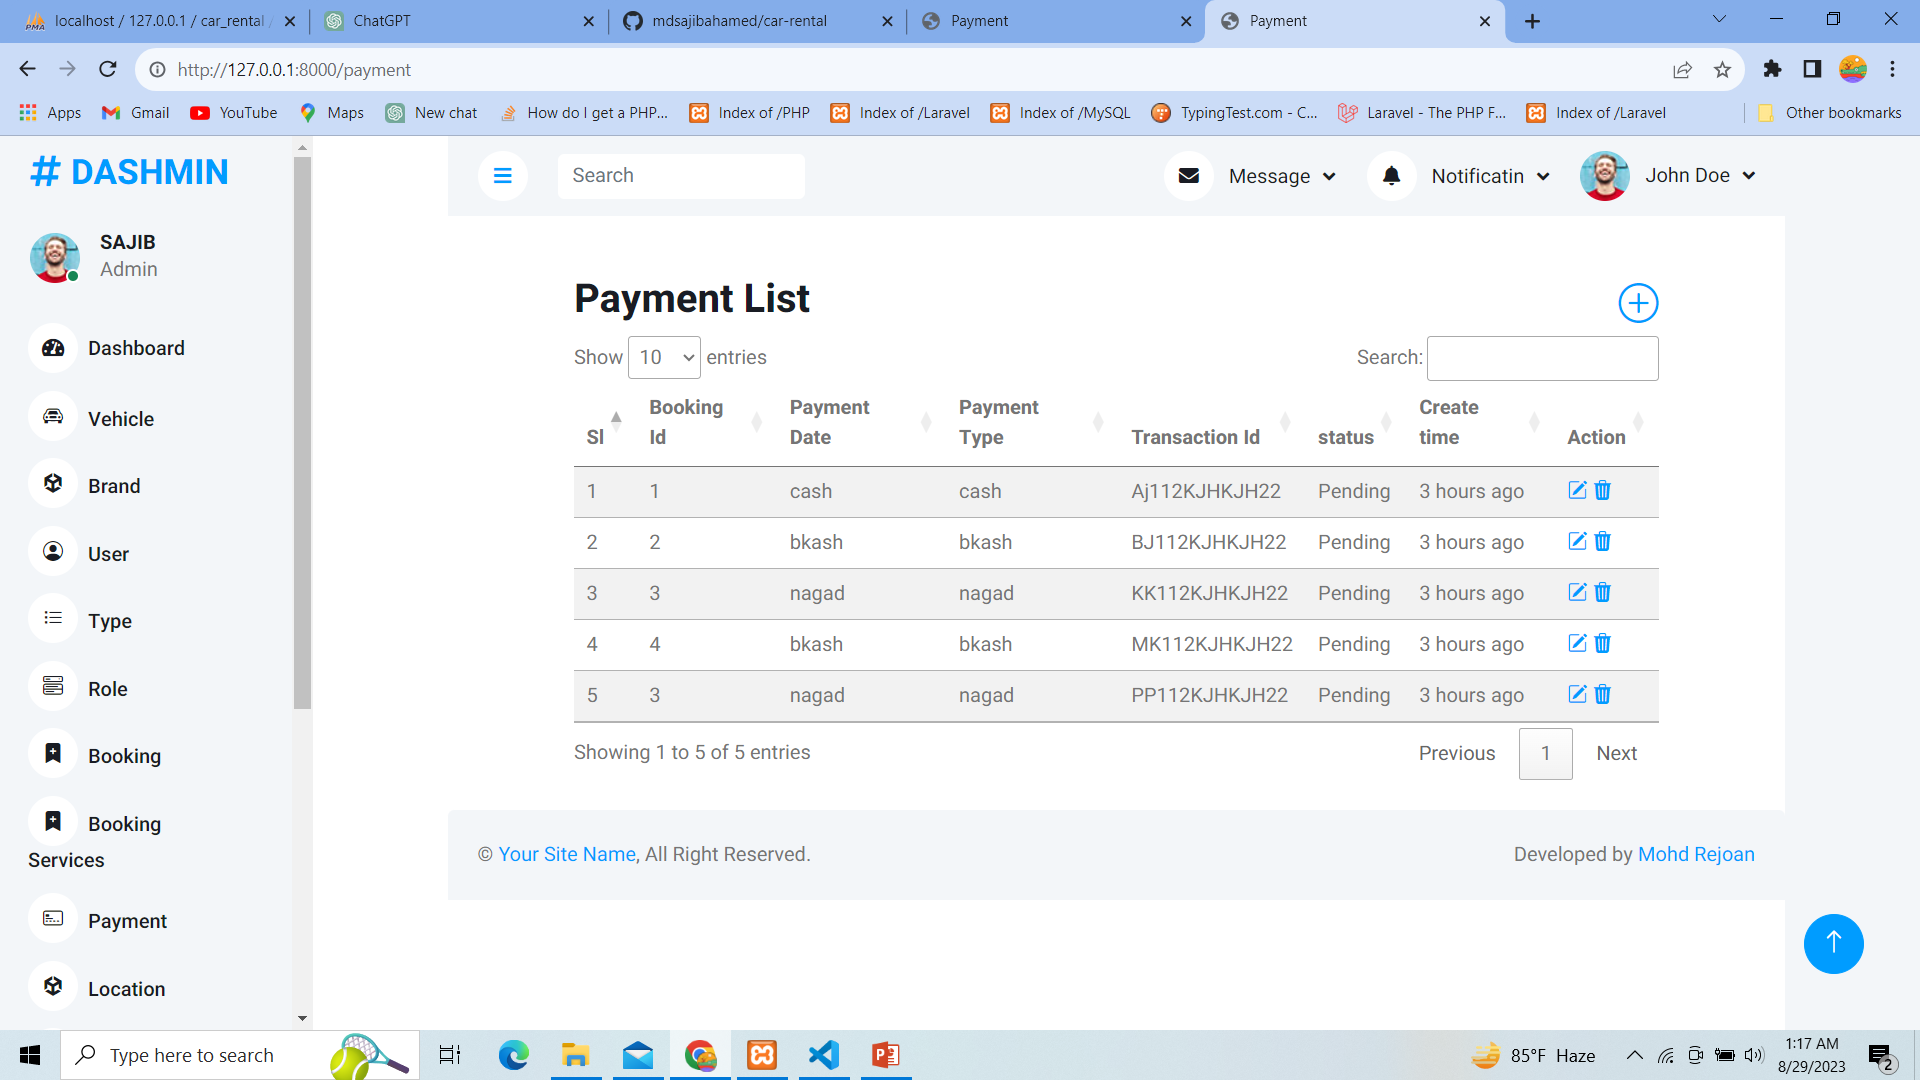 localhost / 127.0.0.1 / car_rental
ChatGPT
mdsajibahamed/car-rental
Payment
Payment
http://127.0.0.1:8000/payment
Apps
Gmail
YouTube
Maps
New chat
How do I get a PHP...
Index of /PHP
Index of /Laravel
Index of /MySQL
TypingTest.com - C...
Laravel - The PHP F...
Index of /Laravel
Other bookmarks
# DASHMIN
Search
Message
Notificatin
John Doe
SAJIB
Admin
Dashboard
Vehicle
Brand
User
Type
Role
Booking
Booking
Services
Payment
Location
Payment List
Show 10 entries
Search:
Sl Booking Id Payment Date Payment Type Transaction Id status Create time Action
1 1 cash cash Aj112KJHKJH22 Pending 3 hours ago
2 2 bkash bkash BJ112KJHKJH22 Pending 3 hours ago
3 3 nagad nagad KK112KJHKJH22 Pending 3 hours ago
4 4 bkash bkash MK112KJHKJH22 Pending 3 hours ago
5 3 nagad nagad PP112KJHKJH22 Pending 3 hours ago
Showing 1 to 5 of 5 entries
Previous 1 Next
© Your Site Name, All Right Reserved.
Developed by Mohd Rejoan
Type here to search
85°F Haze
1:17 AM
8/29/2023
2